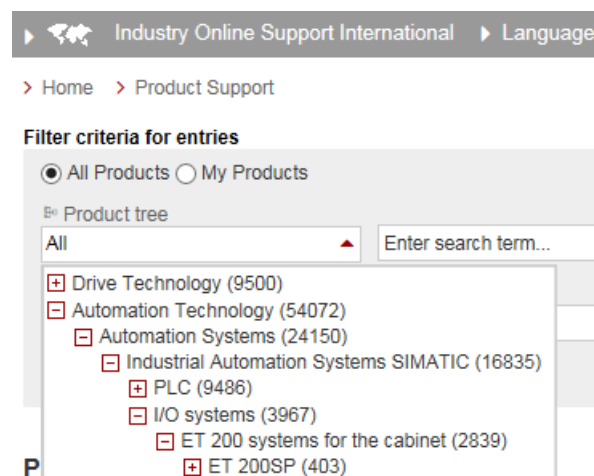 Industry Online Support International Language
Home Product Support
Filter criteria for entries
All Products My Products
Product tree
All Enter search term...
Drive Technology (9500)
Automation Technology (54072)
Automation Systems (24150)
Industrial Automation Systems SIMATIC (16835)
PLC (9486)
I/O systems (3967)
ET 200 systems for the cabinet (2839)
P ET 200SP (403)